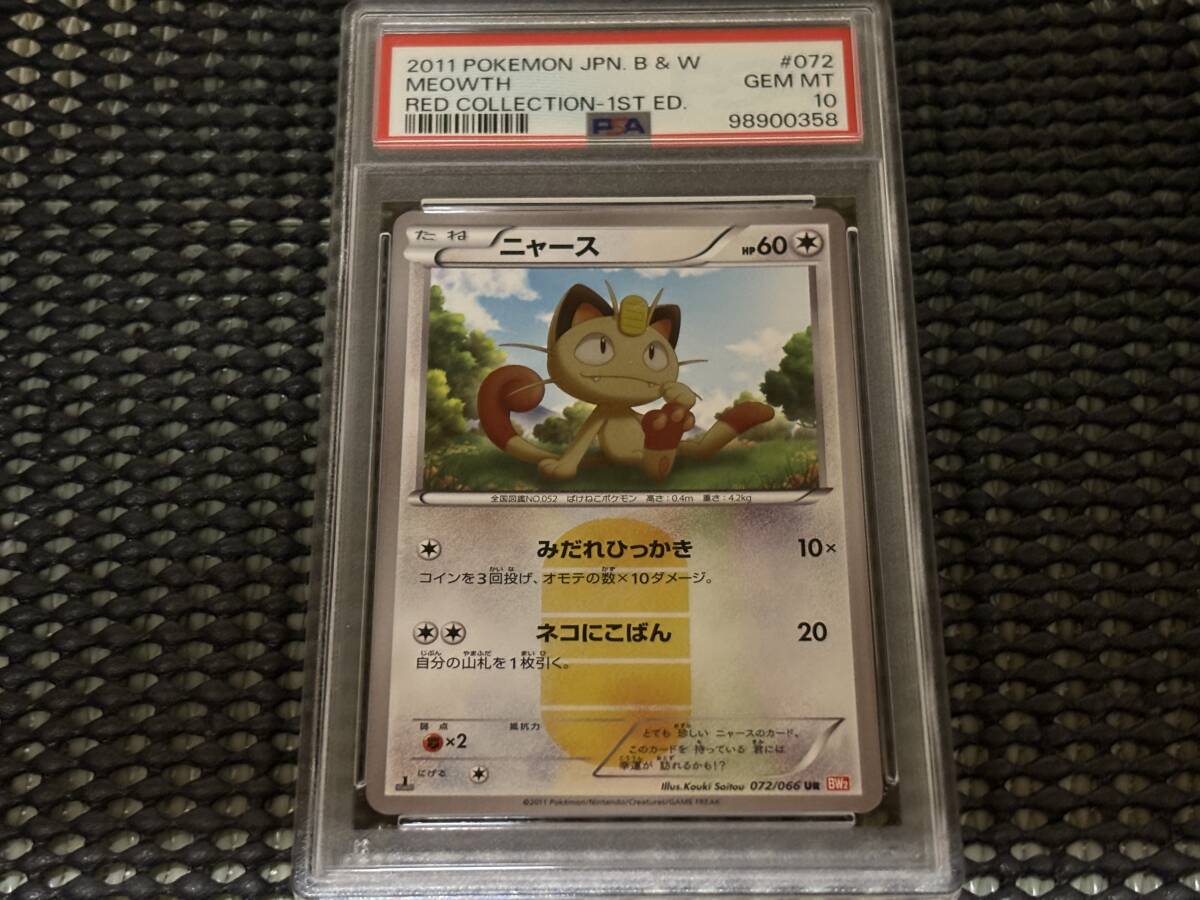 2011 POKEMON JPN. B & W #072
MEOWTH GEM MT
RED COLLECTION-1ST ED. 10
PSA 98900358
たね ニャース HP60
全国図鑑NO.052 ばけねこポケモン 高さ:0.4m 重さ:4.2kg
みだれひっかき 10×
コインを3回投げ、オモテの数×10ダメージ。
ネコにこばん 20
自分の山札を1枚引く。
弱点 抵抗力
×2
にげる
とても 珍しい ニャースのカード。
このカードを 持っている 君には
幸運が 訪れるかも!?
Illus.Kouki Saitou 072/066 UR BW2
©2011 Pokémon/Nintendo/Creatures/GAME FREAK.